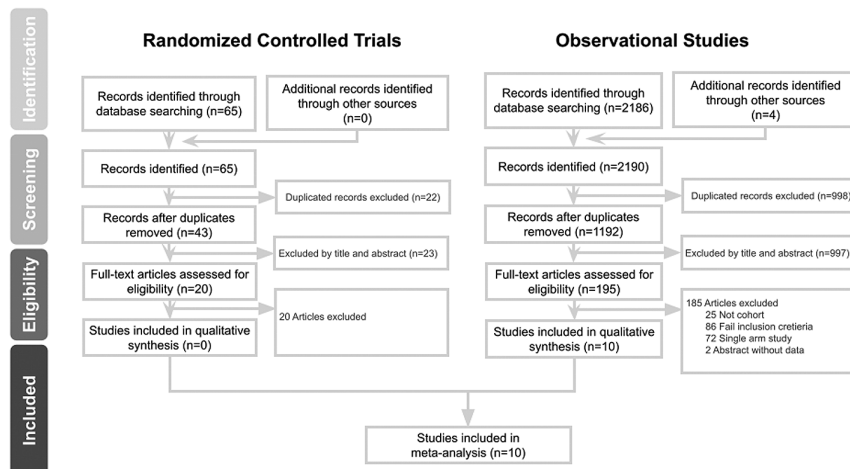 Identification
Randomized Controlled Trials
Records identified through
database searching (n=65)
Additional records identified
through other sources
(n=0)
Records identified (n=65)
Duplicated records excluded (n=22)
Records after duplicates
removed (n=43)
Excluded by title and abstract (n=23)
Full-text articles assessed for
eligibility (n=20)
20 Articles excluded
Studies included in qualitative
synthesis (n=0)
Observational Studies
Records identified through
database searching (n=2186)
Additional records identified
through other sources
(n=4)
Records identified (n=2190)
Duplicated records excluded (n=998)
Records after duplicates
removed (n=1192)
Excluded by title and abstract (n=997)
Full-text articles assessed for
eligibility (n=195)
185 Articles excluded
25 Not cohort
86 Fail inclusion cretieria
72 Single arm study
2 Abstract without data
Studies included in qualitative
synthesis (n=10)
Screening
Eligibility
Included
Studies included in
meta-analysis (n=10)